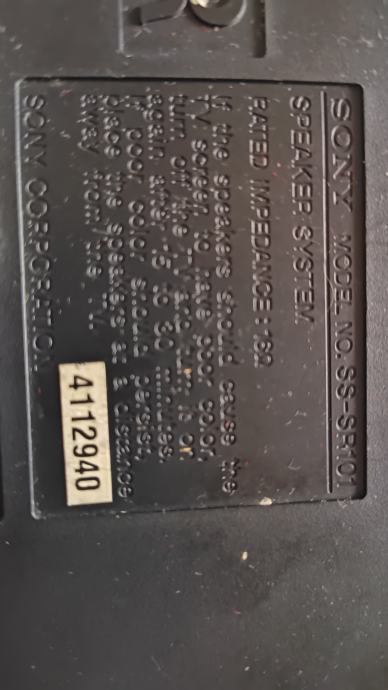 SONY MODEL NO. SS-SR101
SPEAKER SYSTEM
RATED IMPEDANCE : 16Ω
If the speakers should cause the
TV screen to have poor color,
turn off the TV and turn is on
again after 15 to 30 minutes.
If poor color should persist,
place the speakers at a distance
away from the TV.
SONY CORPORATION
4112940